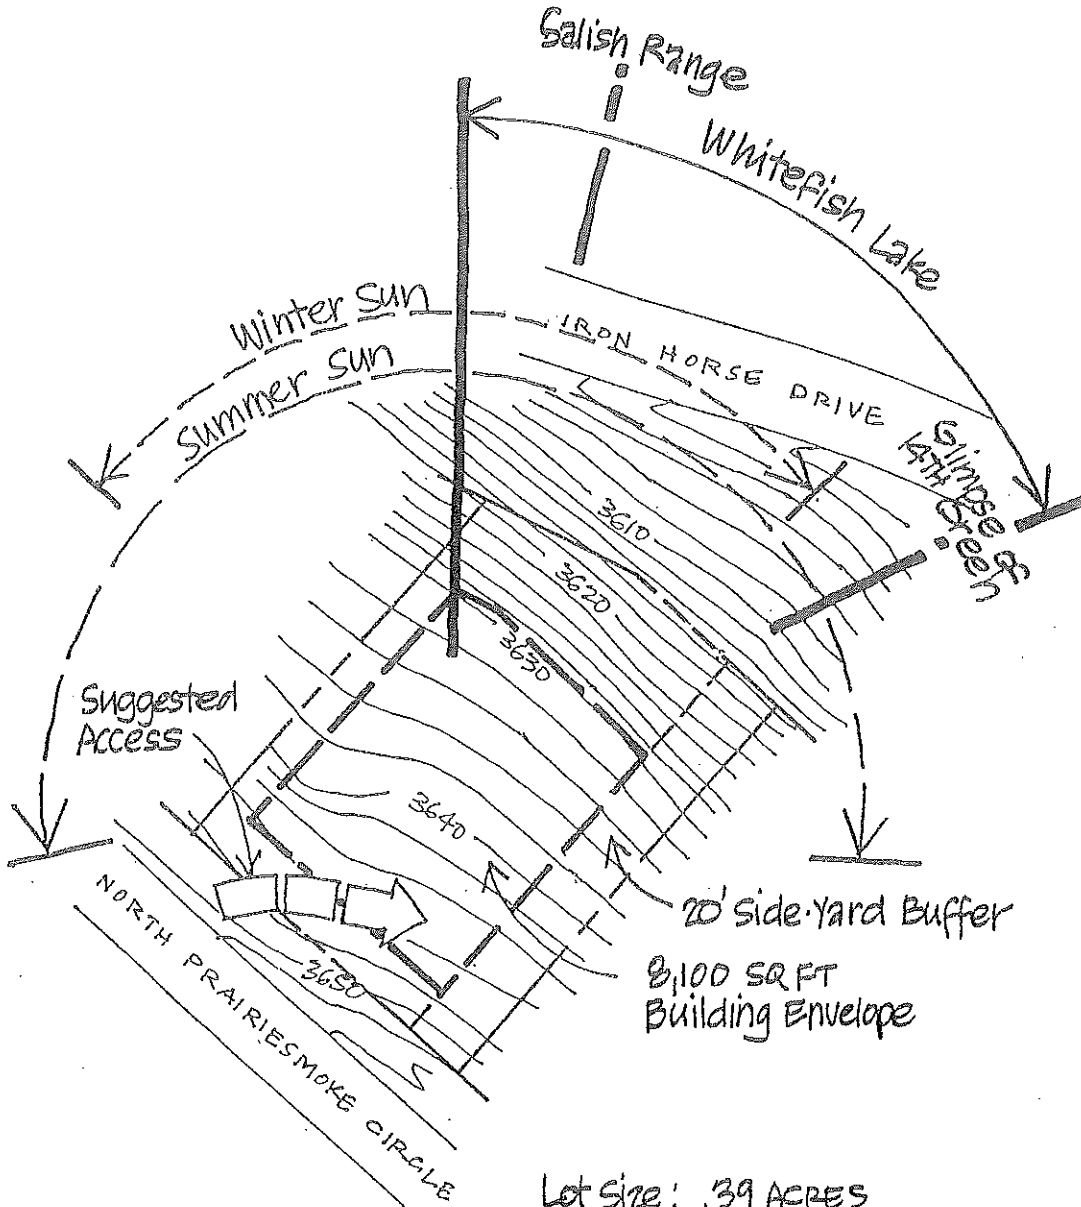 Salish Range
Whitefish Lake
Winter Sun
Summer Sun
IRON HORSE DRIVE
Glimpse of
14TH Green
3610
3620
3630
Suggested
Access
3640
20' Side-Yard Buffer
8,100 SQ FT
Building Envelope
3650
NORTH PRAIRIESMOKE CIRCLE
Lot Size: .39 ACRES